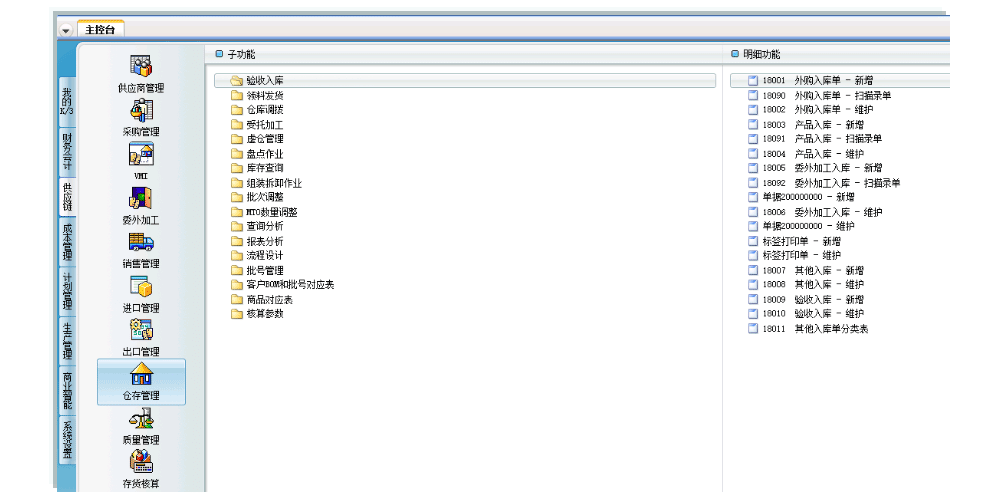 主控台
我的K/3
财务会计
供应链
成本管理
计划管理
生产管理
商业智能
系统设置
供应商管理
采购管理
VMI
委外加工
销售管理
进口管理
出口管理
仓存管理
质量管理
存货核算
子功能
验收入库
领料发货
仓库调拨
受托加工
虚仓管理
盘点作业
库存查询
组装拆卸作业
批次调整
MTO数量调整
查询分析
报表分析
流程设计
批号管理
客户BOM和批号对应表
商品对应表
核算参数
明细功能
18001 外购入库单 - 新增
18090 外购入库单 - 扫描录单
18002 外购入库单 - 维护
18003 产品入库 - 新增
18091 产品入库 - 扫描录单
18004 产品入库 - 维护
18005 委外加工入库 - 新增
18092 委外加工入库 - 扫描录单
单据200000000 - 新增
18006 委外加工入库 - 维护
单据200000000 - 维护
标签打印单 - 新增
标签打印单 - 维护
18007 其他入库 - 新增
18008 其他入库 - 维护
18009 验收入库 - 新增
18010 验收入库 - 维护
18011 其他入库单分类表